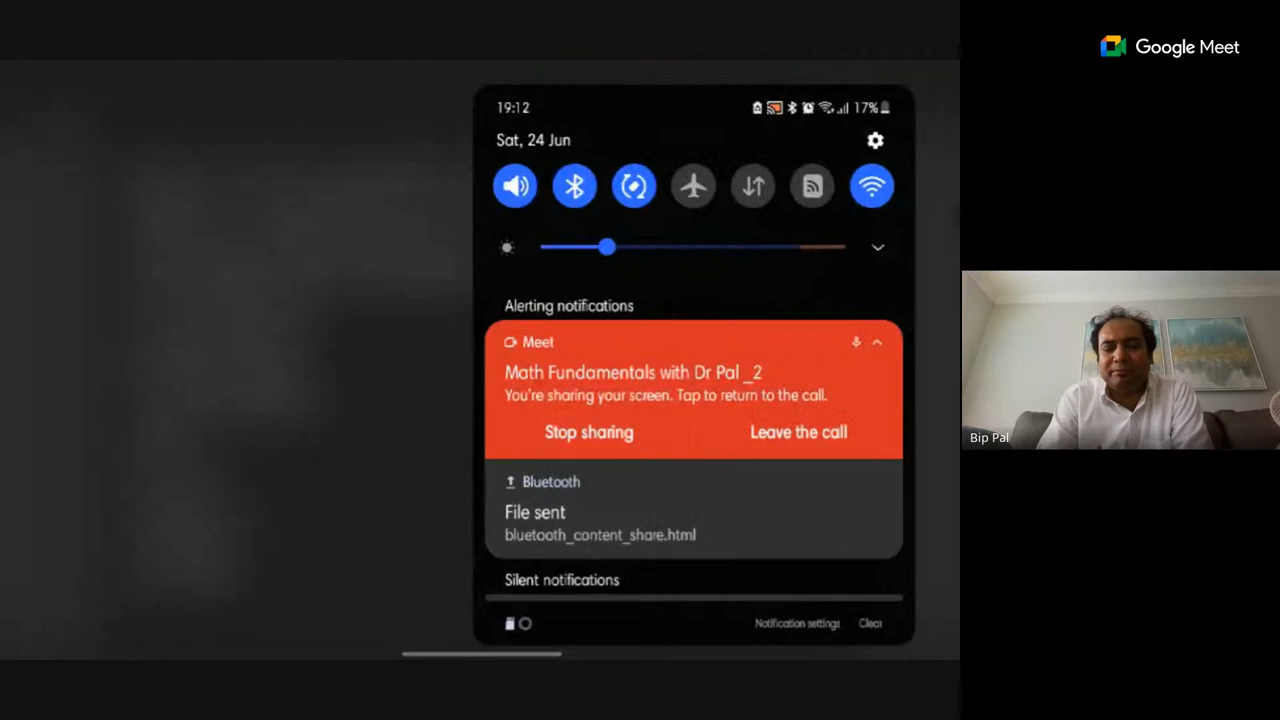 Google Meet
19:12
17%
Sat, 24 Jun
Alerting notifications
Meet
Math Fundamentals with Dr Pal _2
You're sharing your screen. Tap to return to the call.
Stop sharing
Leave the call
Bluetooth
File sent
bluetooth_content_share.html
Silent notifications
Notification settings
Clear
Bip Pal